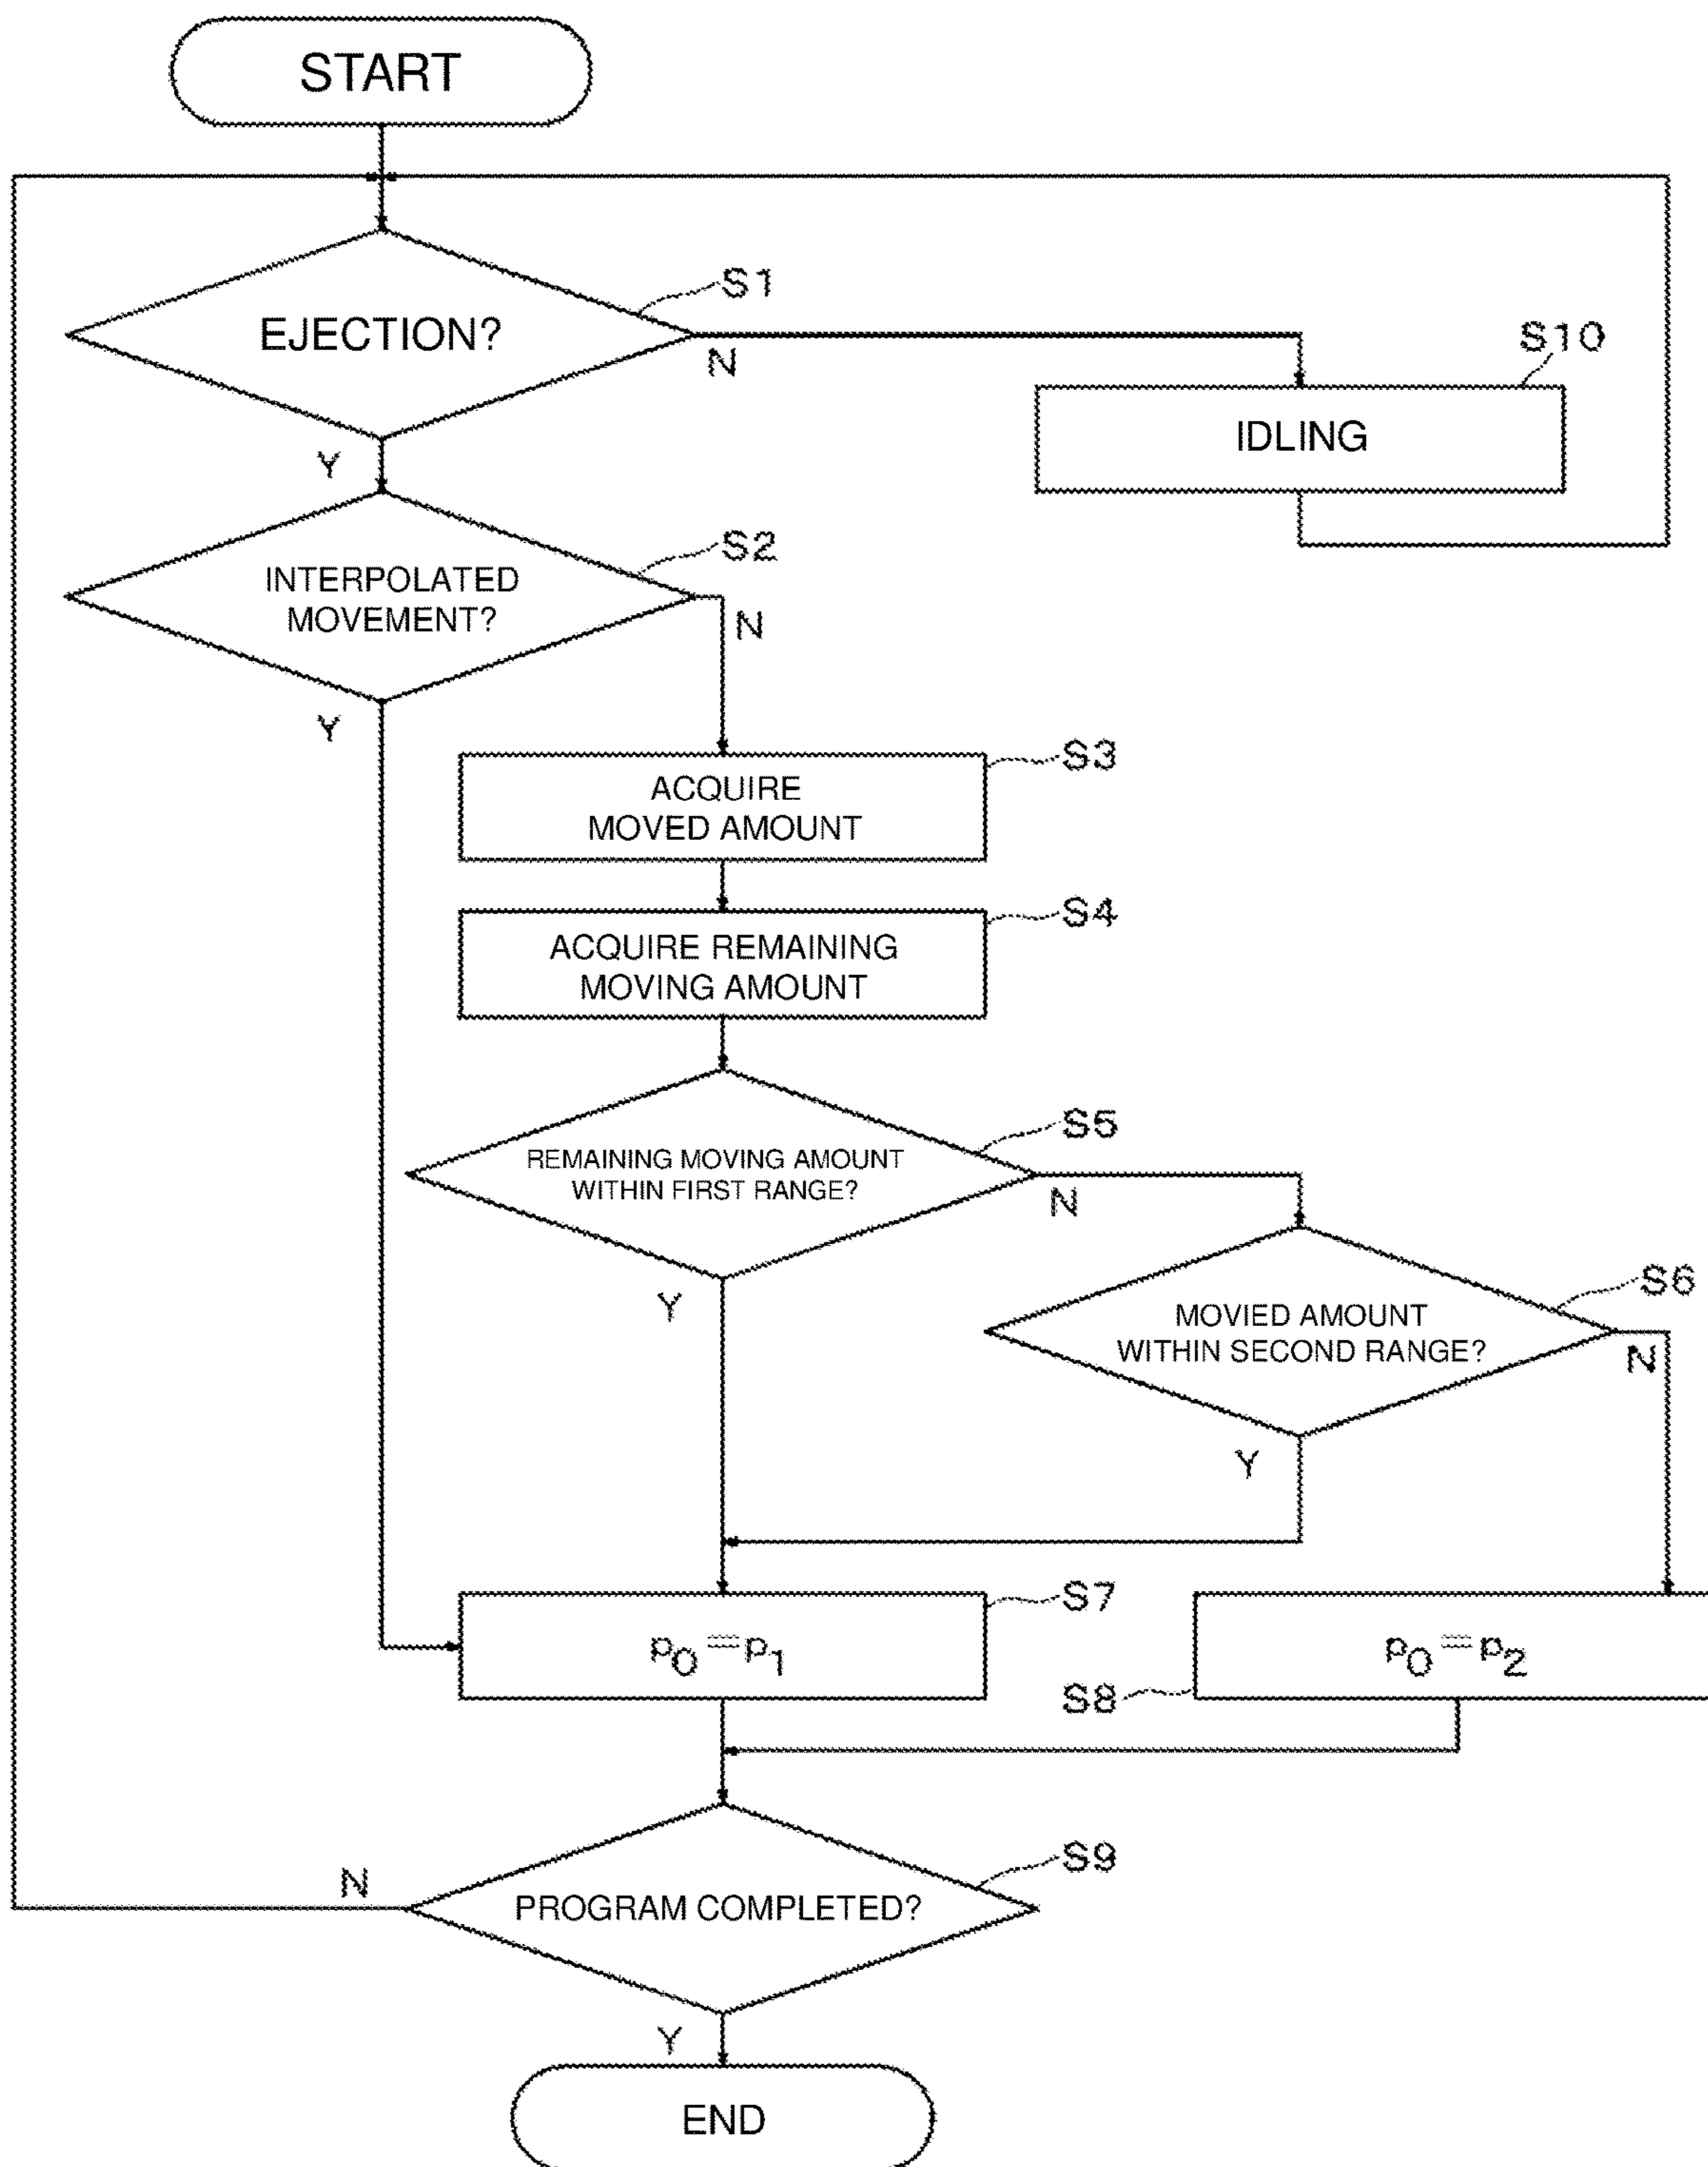 START
S1
EJECTION?
N
S10
IDLING
Y
S2
INTERPOLATED
MOVEMENT?
N
Y
S3
ACQUIRE
MOVED AMOUNT
S4
ACQUIRE REMAINING
MOVING AMOUNT
S5
REMAINING MOVING AMOUNT
WITHIN FIRST RANGE?
N
Y
S6
MOVIED AMOUNT
WITHIN SECOND RANGE?
N
Y
S7
p0=p1
p0=p2
S8
S9
N
PROGRAM COMPLETED?
Y
END